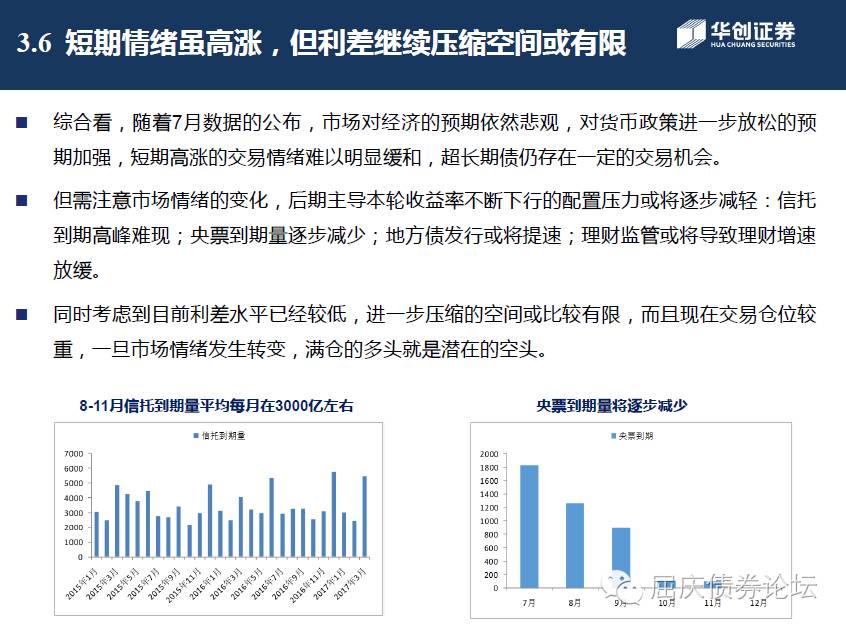 3.6 短期情绪虽高涨，但利差继续压缩空间或有限
华创证券
HUA CHUANG SECURITIES
综合看，随着7月数据的公布，市场对经济的预期依然悲观，对货币政策进一步放松的预
期加强，短期高涨的交易情绪难以明显缓和，超长期债仍存在一定的交易机会。
但需注意市场情绪的变化，后期主导本轮收益率不断下行的配置压力或将逐步减轻：信托
到期高峰难现；央票到期量逐步减少；地方债发行或将提速；理财监管或将导致理财增速
放缓。
同时考虑到目前利差水平已经较低，进一步压缩的空间或比较有限，而且现在交易仓位较
重，一旦市场情绪发生转变，满仓的多头就是潜在的空头。
8-11月信托到期量平均每月在3000亿左右
信托到期量
7000
6000
5000
4000
3000
2000
1000
0
2015年1月
2015年3月
2015年5月
2015年7月
2015年9月
2015年11月
2016年1月
2016年3月
2016年5月
2016年7月
2016年9月
2016年11月
2017年1月
2017年3月
央票到期量将逐步减少
央票到期
2000
1800
1600
1400
1200
1000
800
600
400
200
0
7月
8月
9月
10月
11月
12月
屈庆债券论坛